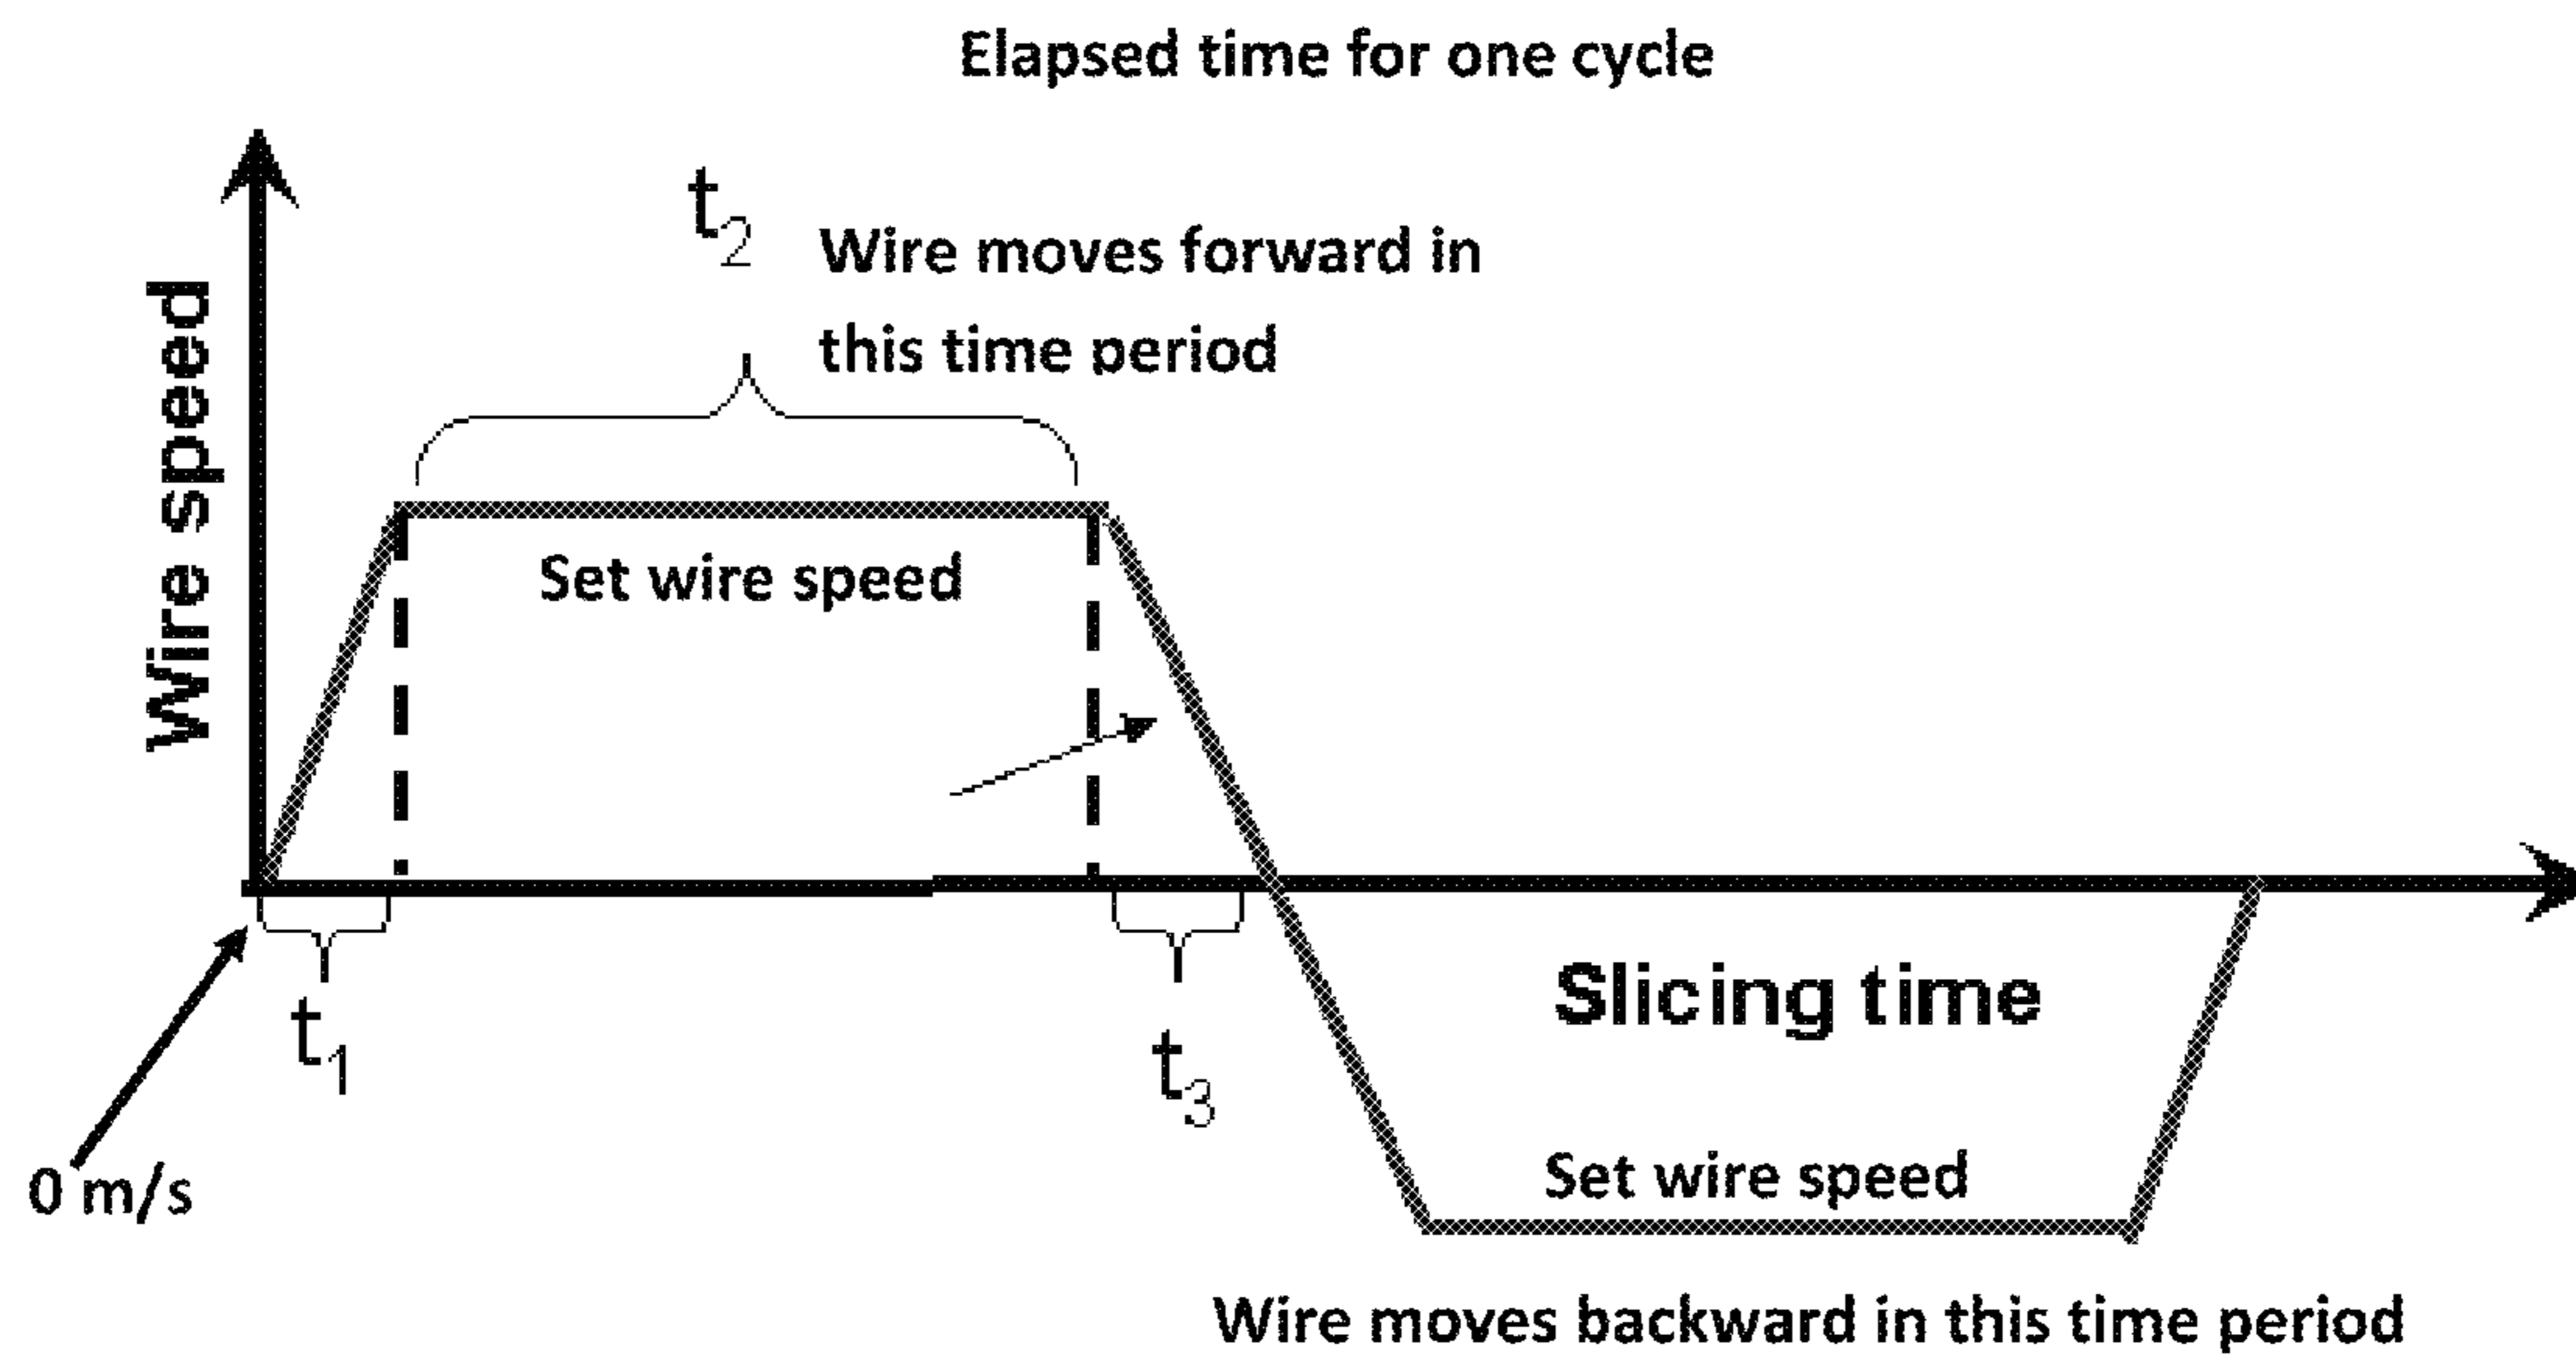 Elapsed time for one cycle
t2
Wire moves forward in
this time period
Wire speed
Set wire speed
t1
t3
Slicing time
0 m/s
Set wire speed
Wire moves backward in this time period